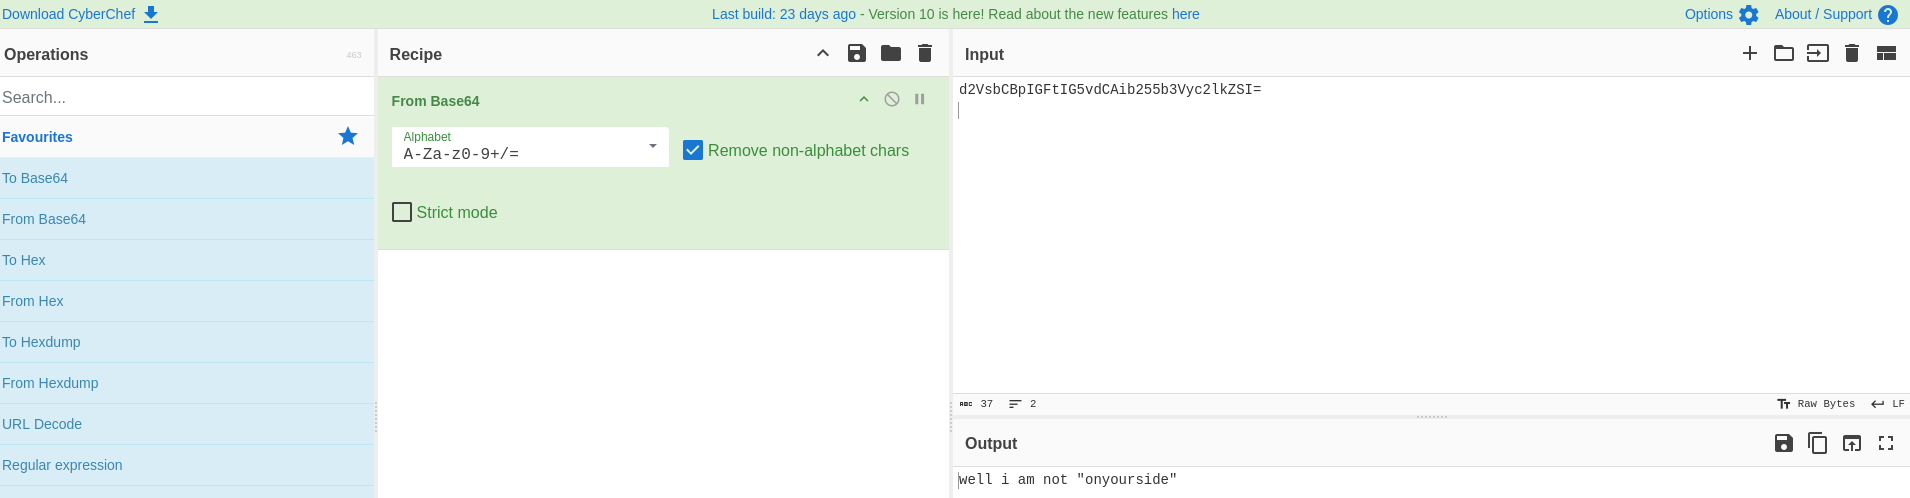 Download CyberChef
Last build: 23 days ago - Version 10 is here! Read about the new features here
Options
About / Support
Operations
463
Recipe
Input
Search...
Favourites
To Base64
From Base64
To Hex
From Hex
To Hexdump
From Hexdump
URL Decode
Regular expression
From Base64
Alphabet
A-Za-z0-9+/=
Remove non-alphabet chars
Strict mode
d2VsbCBpIGFtIG5vdCAib255b3Vyc2lkZSI=
ABC 37
2
Raw Bytes
LF
Output
well i am not "onyourside"